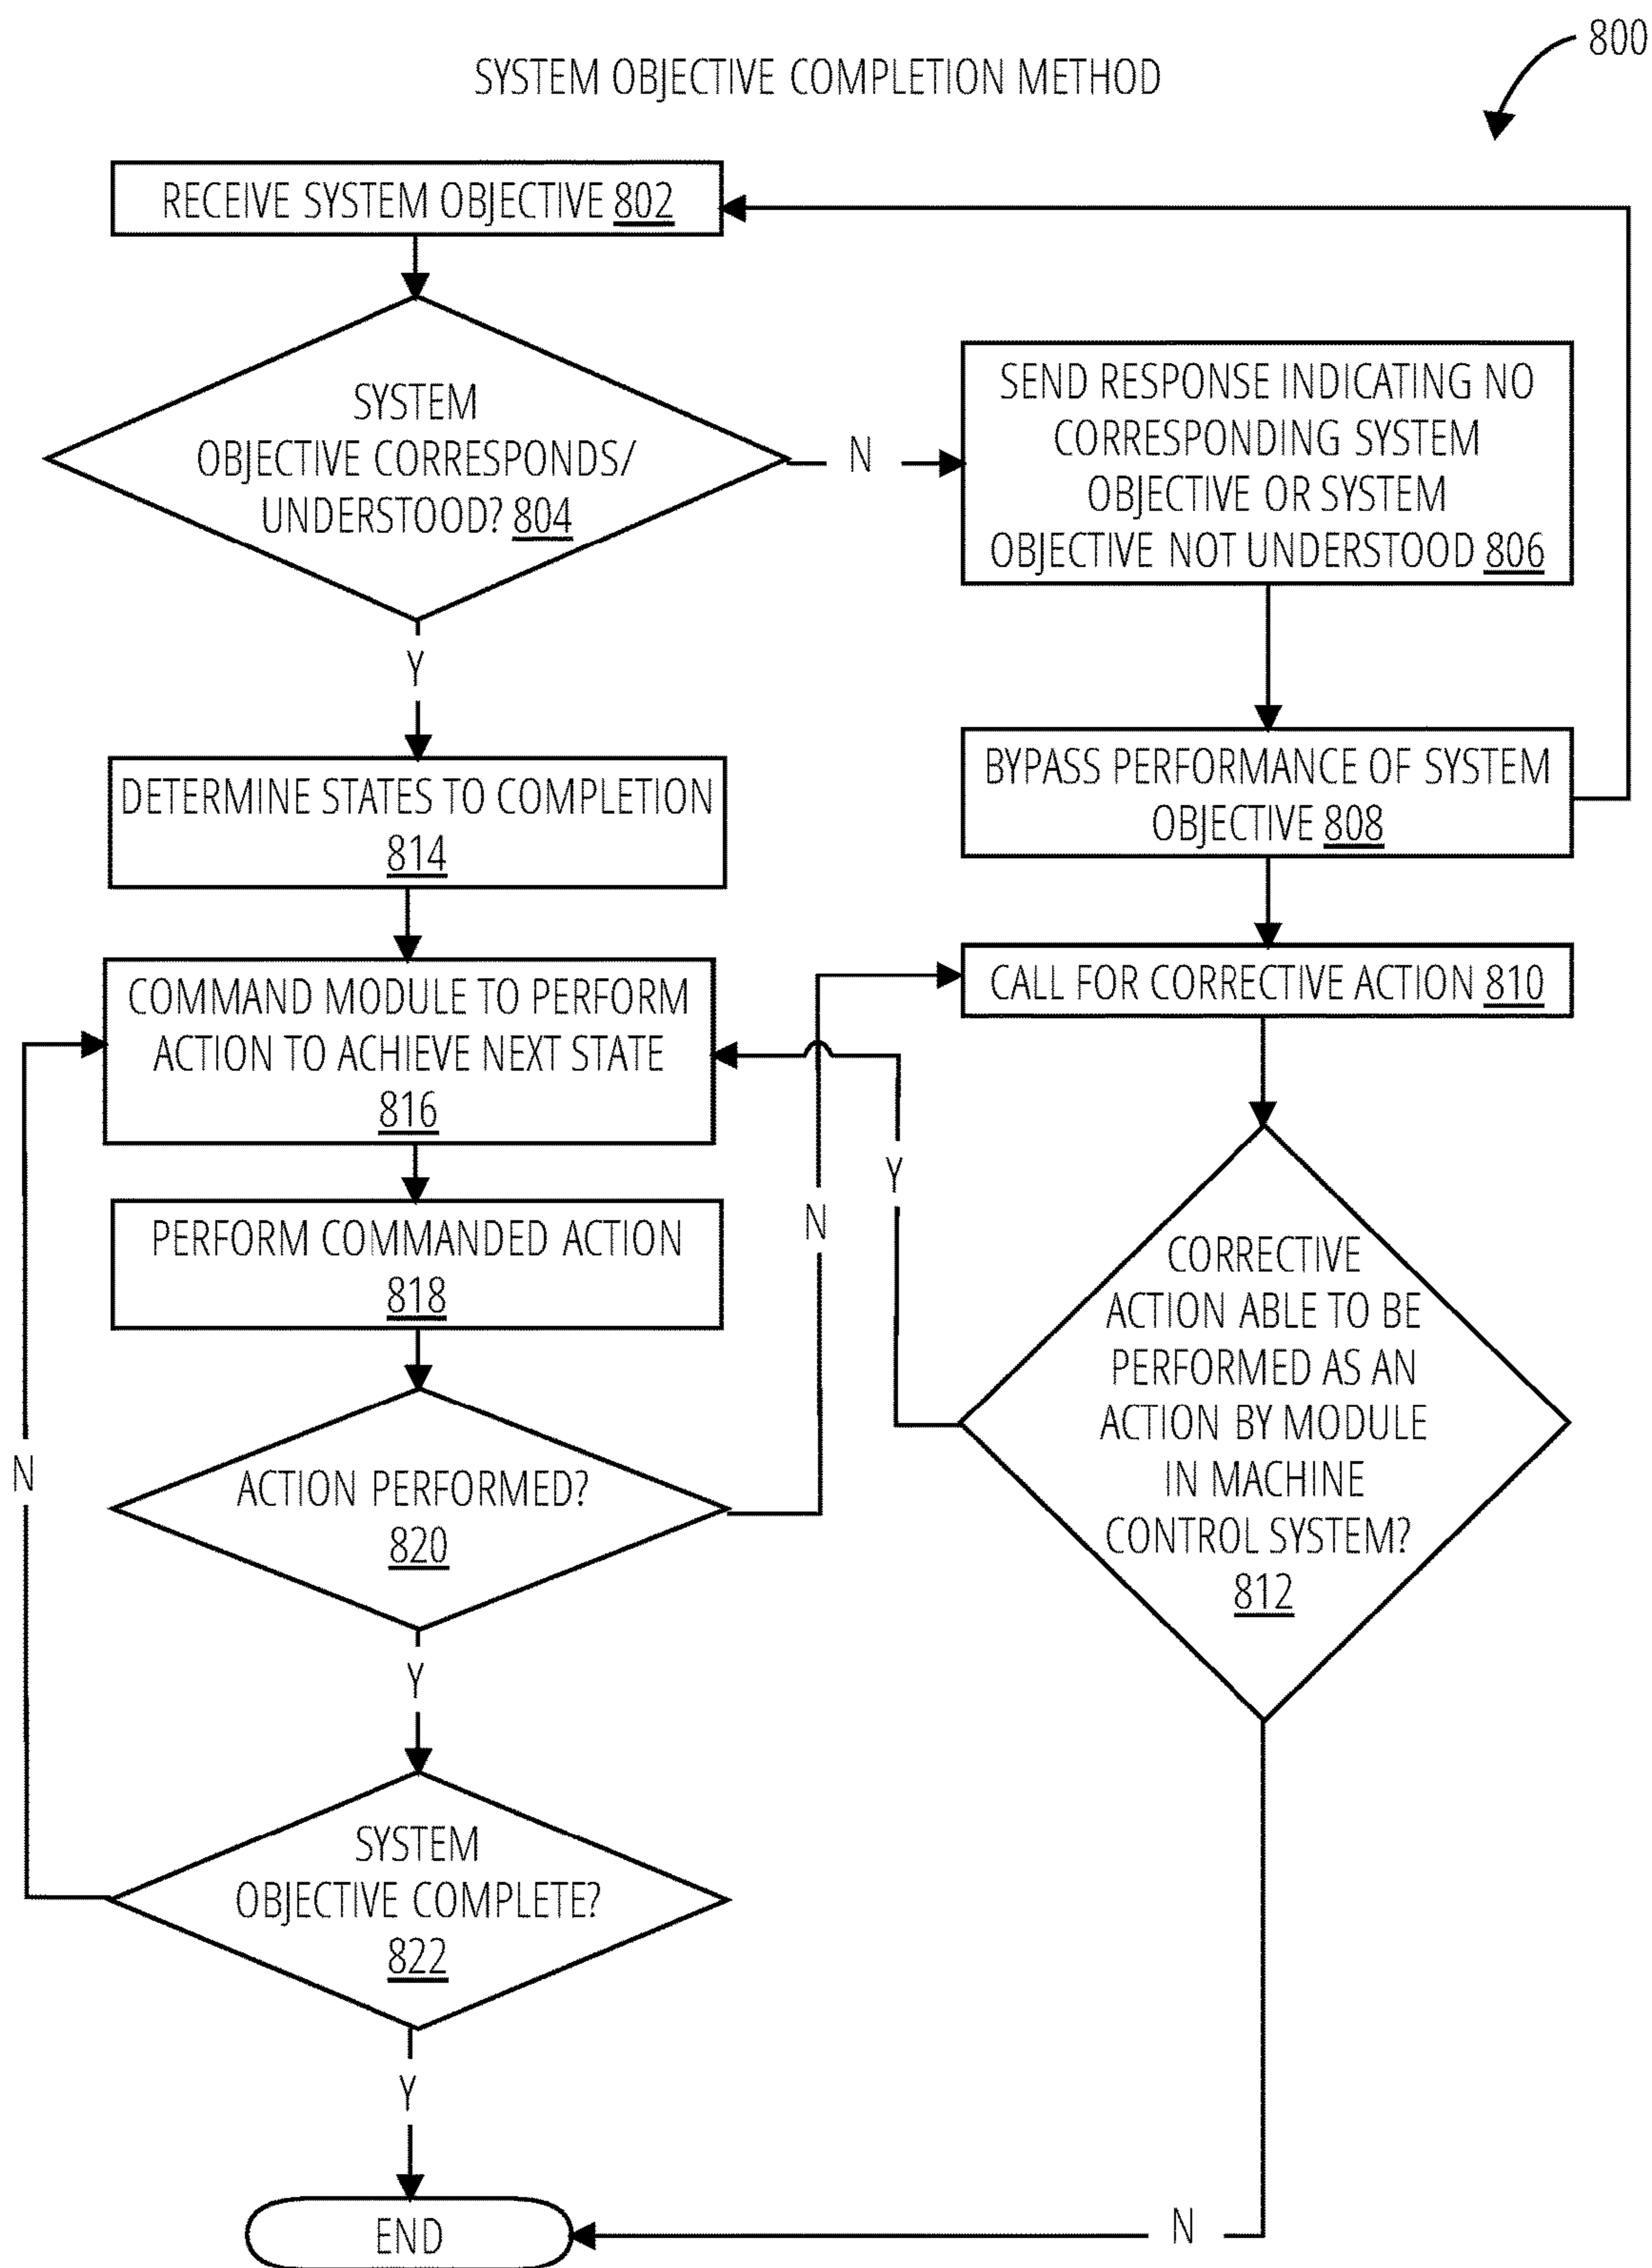 800
SYSTEM OBJECTIVE COMPLETION METHOD
RECEIVE SYSTEM OBJECTIVE 802
SYSTEM
OBJECTIVE CORRESPONDS/
UNDERSTOOD? 804
N
SEND RESPONSE INDICATING NO
CORRESPONDING SYSTEM
OBJECTIVE OR SYSTEM
OBJECTIVE NOT UNDERSTOOD 806
Y
BYPASS PERFORMANCE OF SYSTEM
OBJECTIVE 808
DETERMINE STATES TO COMPLETION
814
CALL FOR CORRECTIVE ACTION 810
COMMAND MODULE TO PERFORM
ACTION TO ACHIEVE NEXT STATE
816
Y
N
PERFORM COMMANDED ACTION
818
CORRECTIVE
ACTION ABLE TO BE
PERFORMED AS AN
ACTION BY MODULE
IN MACHINE
CONTROL SYSTEM?
812
N
ACTION PERFORMED?
820
Y
SYSTEM
OBJECTIVE COMPLETE?
822
Y
END
N